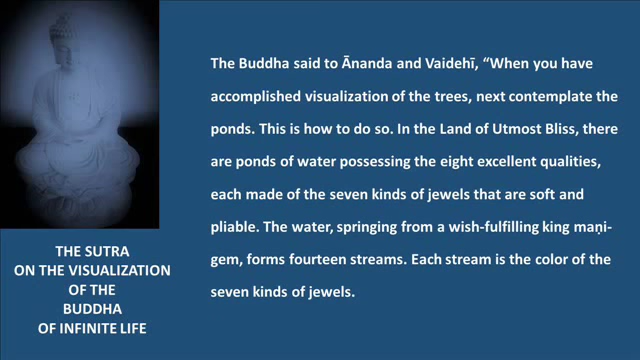 The Buddha said to Ānanda and Vaidehī, “When you have
accomplished visualization of the trees, next contemplate the
ponds. This is how to do so. In the Land of Utmost Bliss, there
are ponds of water possessing the eight excellent qualities,
each made of the seven kinds of jewels that are soft and
pliable. The water, springing from a wish-fulfilling king maṇi-
gem, forms fourteen streams. Each stream is the color of the
seven kinds of jewels.
THE SUTRA
ON THE VISUALIZATION
OF THE
BUDDHA
OF INFINITE LIFE